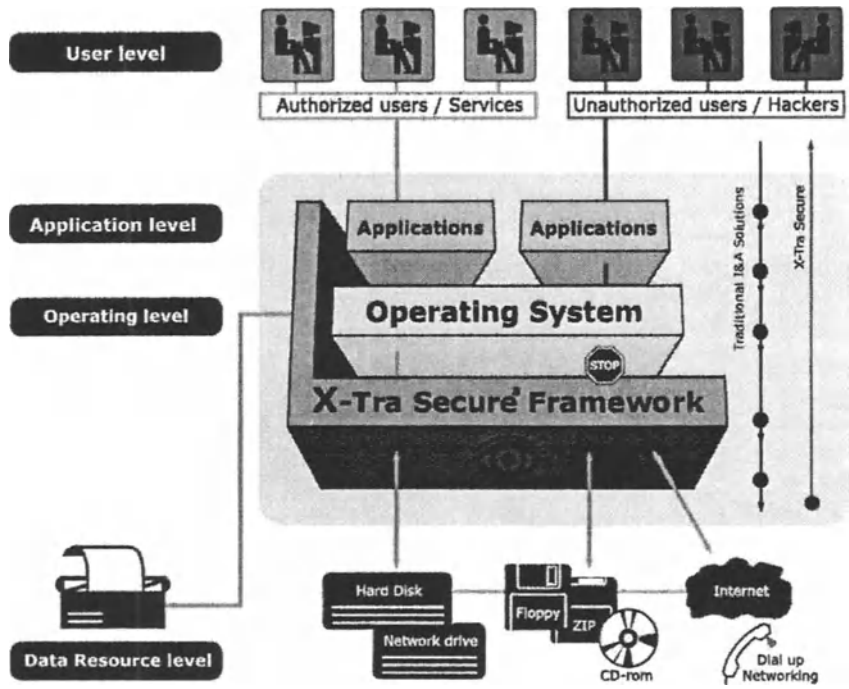 User level
Authorized users / Services
Unauthorized users / Hackers
Application level
Applications
Applications
Traditional I&A Solutions
X-Tra Secure
Operating level
Operating System
STOP
X-Tra Secure Framework
Hard Disk
Network drive
Floppy
ZIP
CD-rom
Internet
Dial up
Networking
Data Resource level